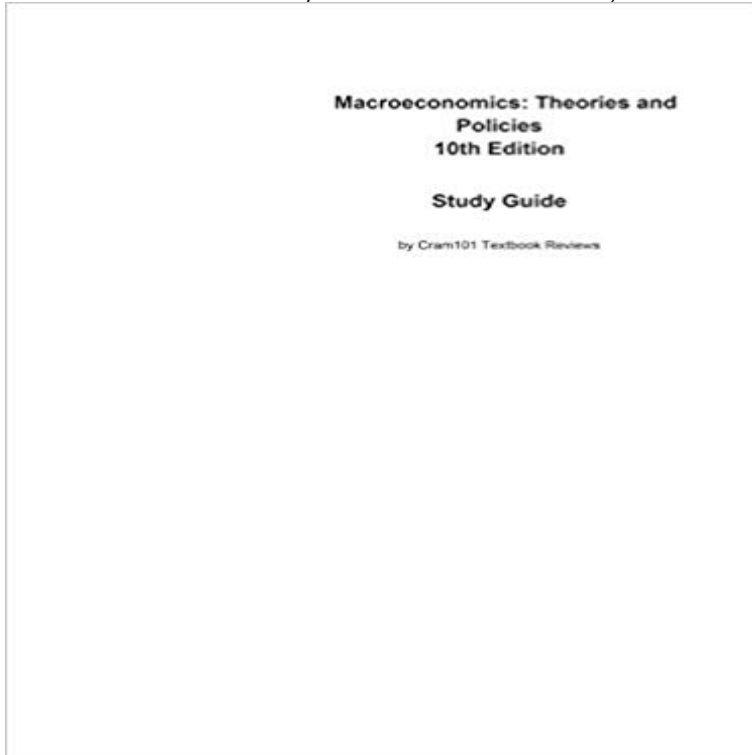 Macroeconomics: Theories and
Policies
10th Edition
Study Guide
by Cram101 Textbook Reviews